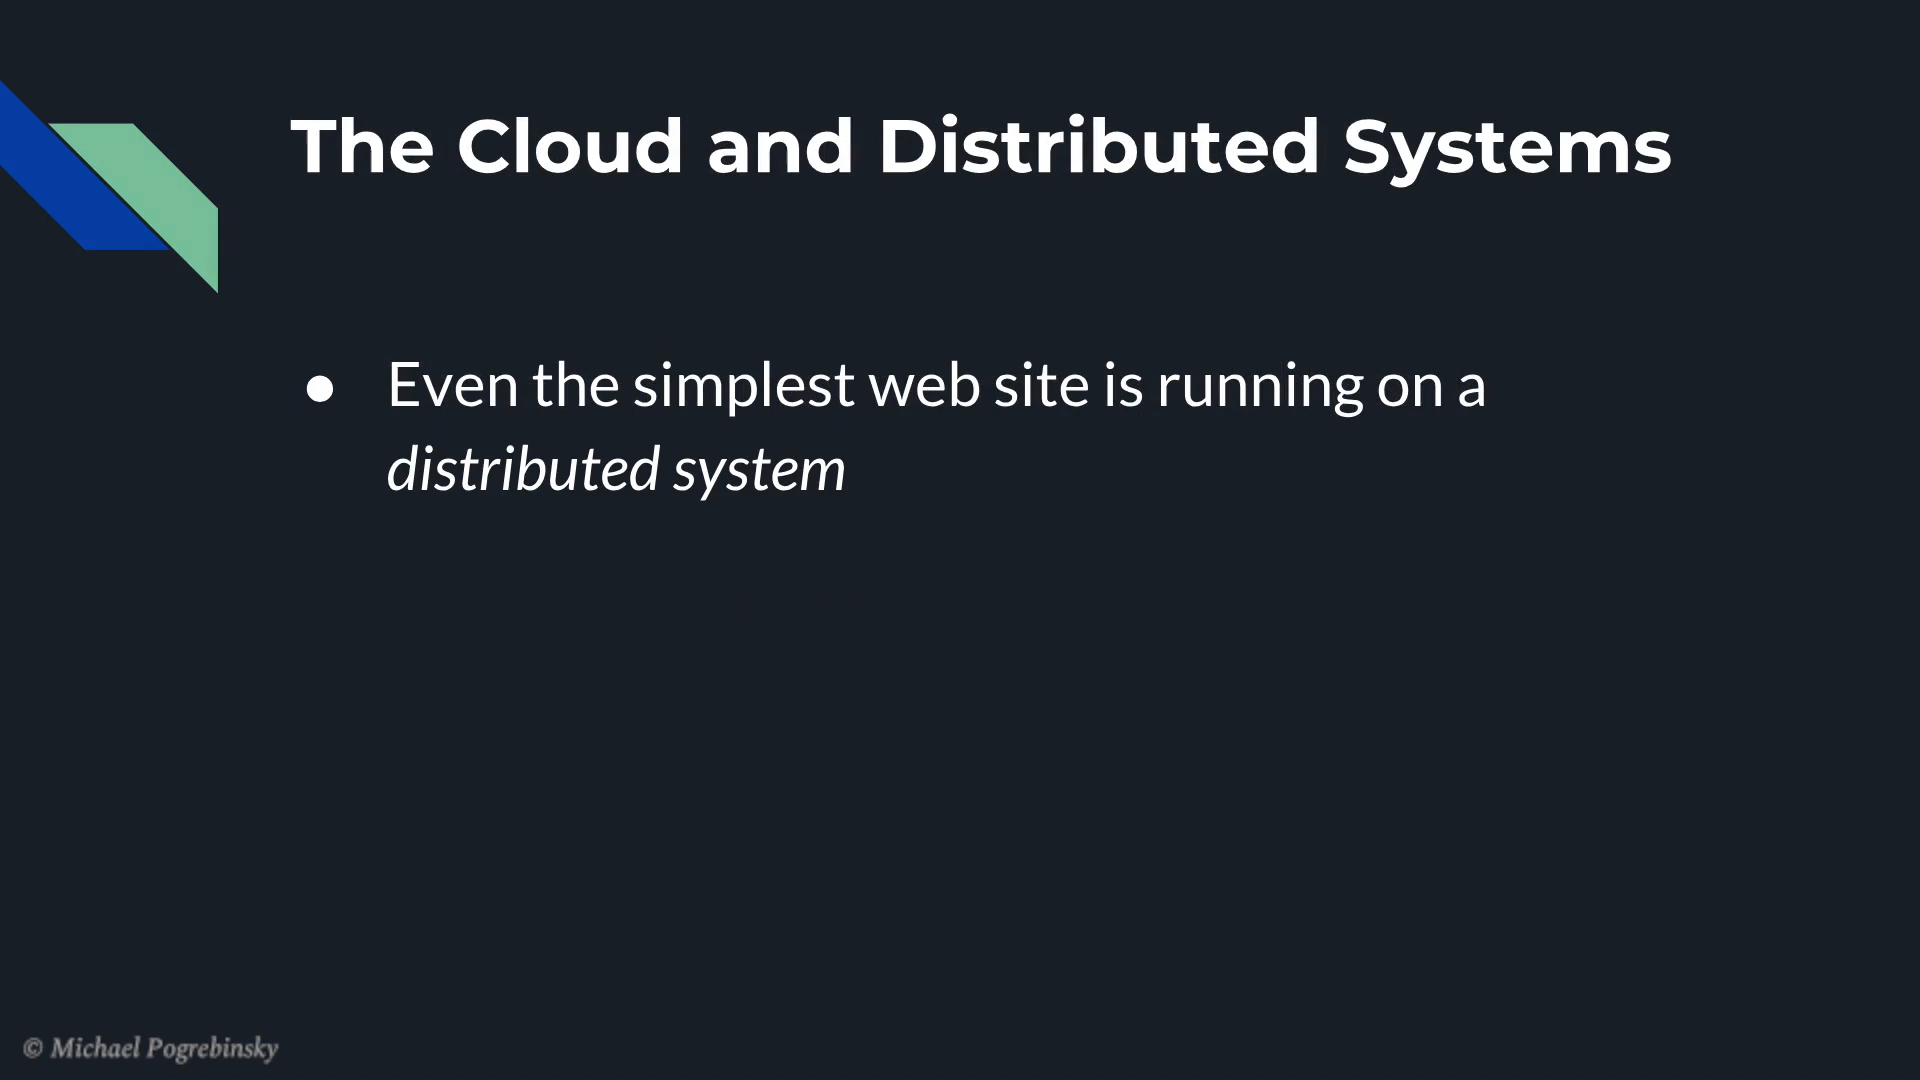 The Cloud and Distributed Systems
● Even the simplest web site is running on a
distributed system
© Michael Pogrebinsky